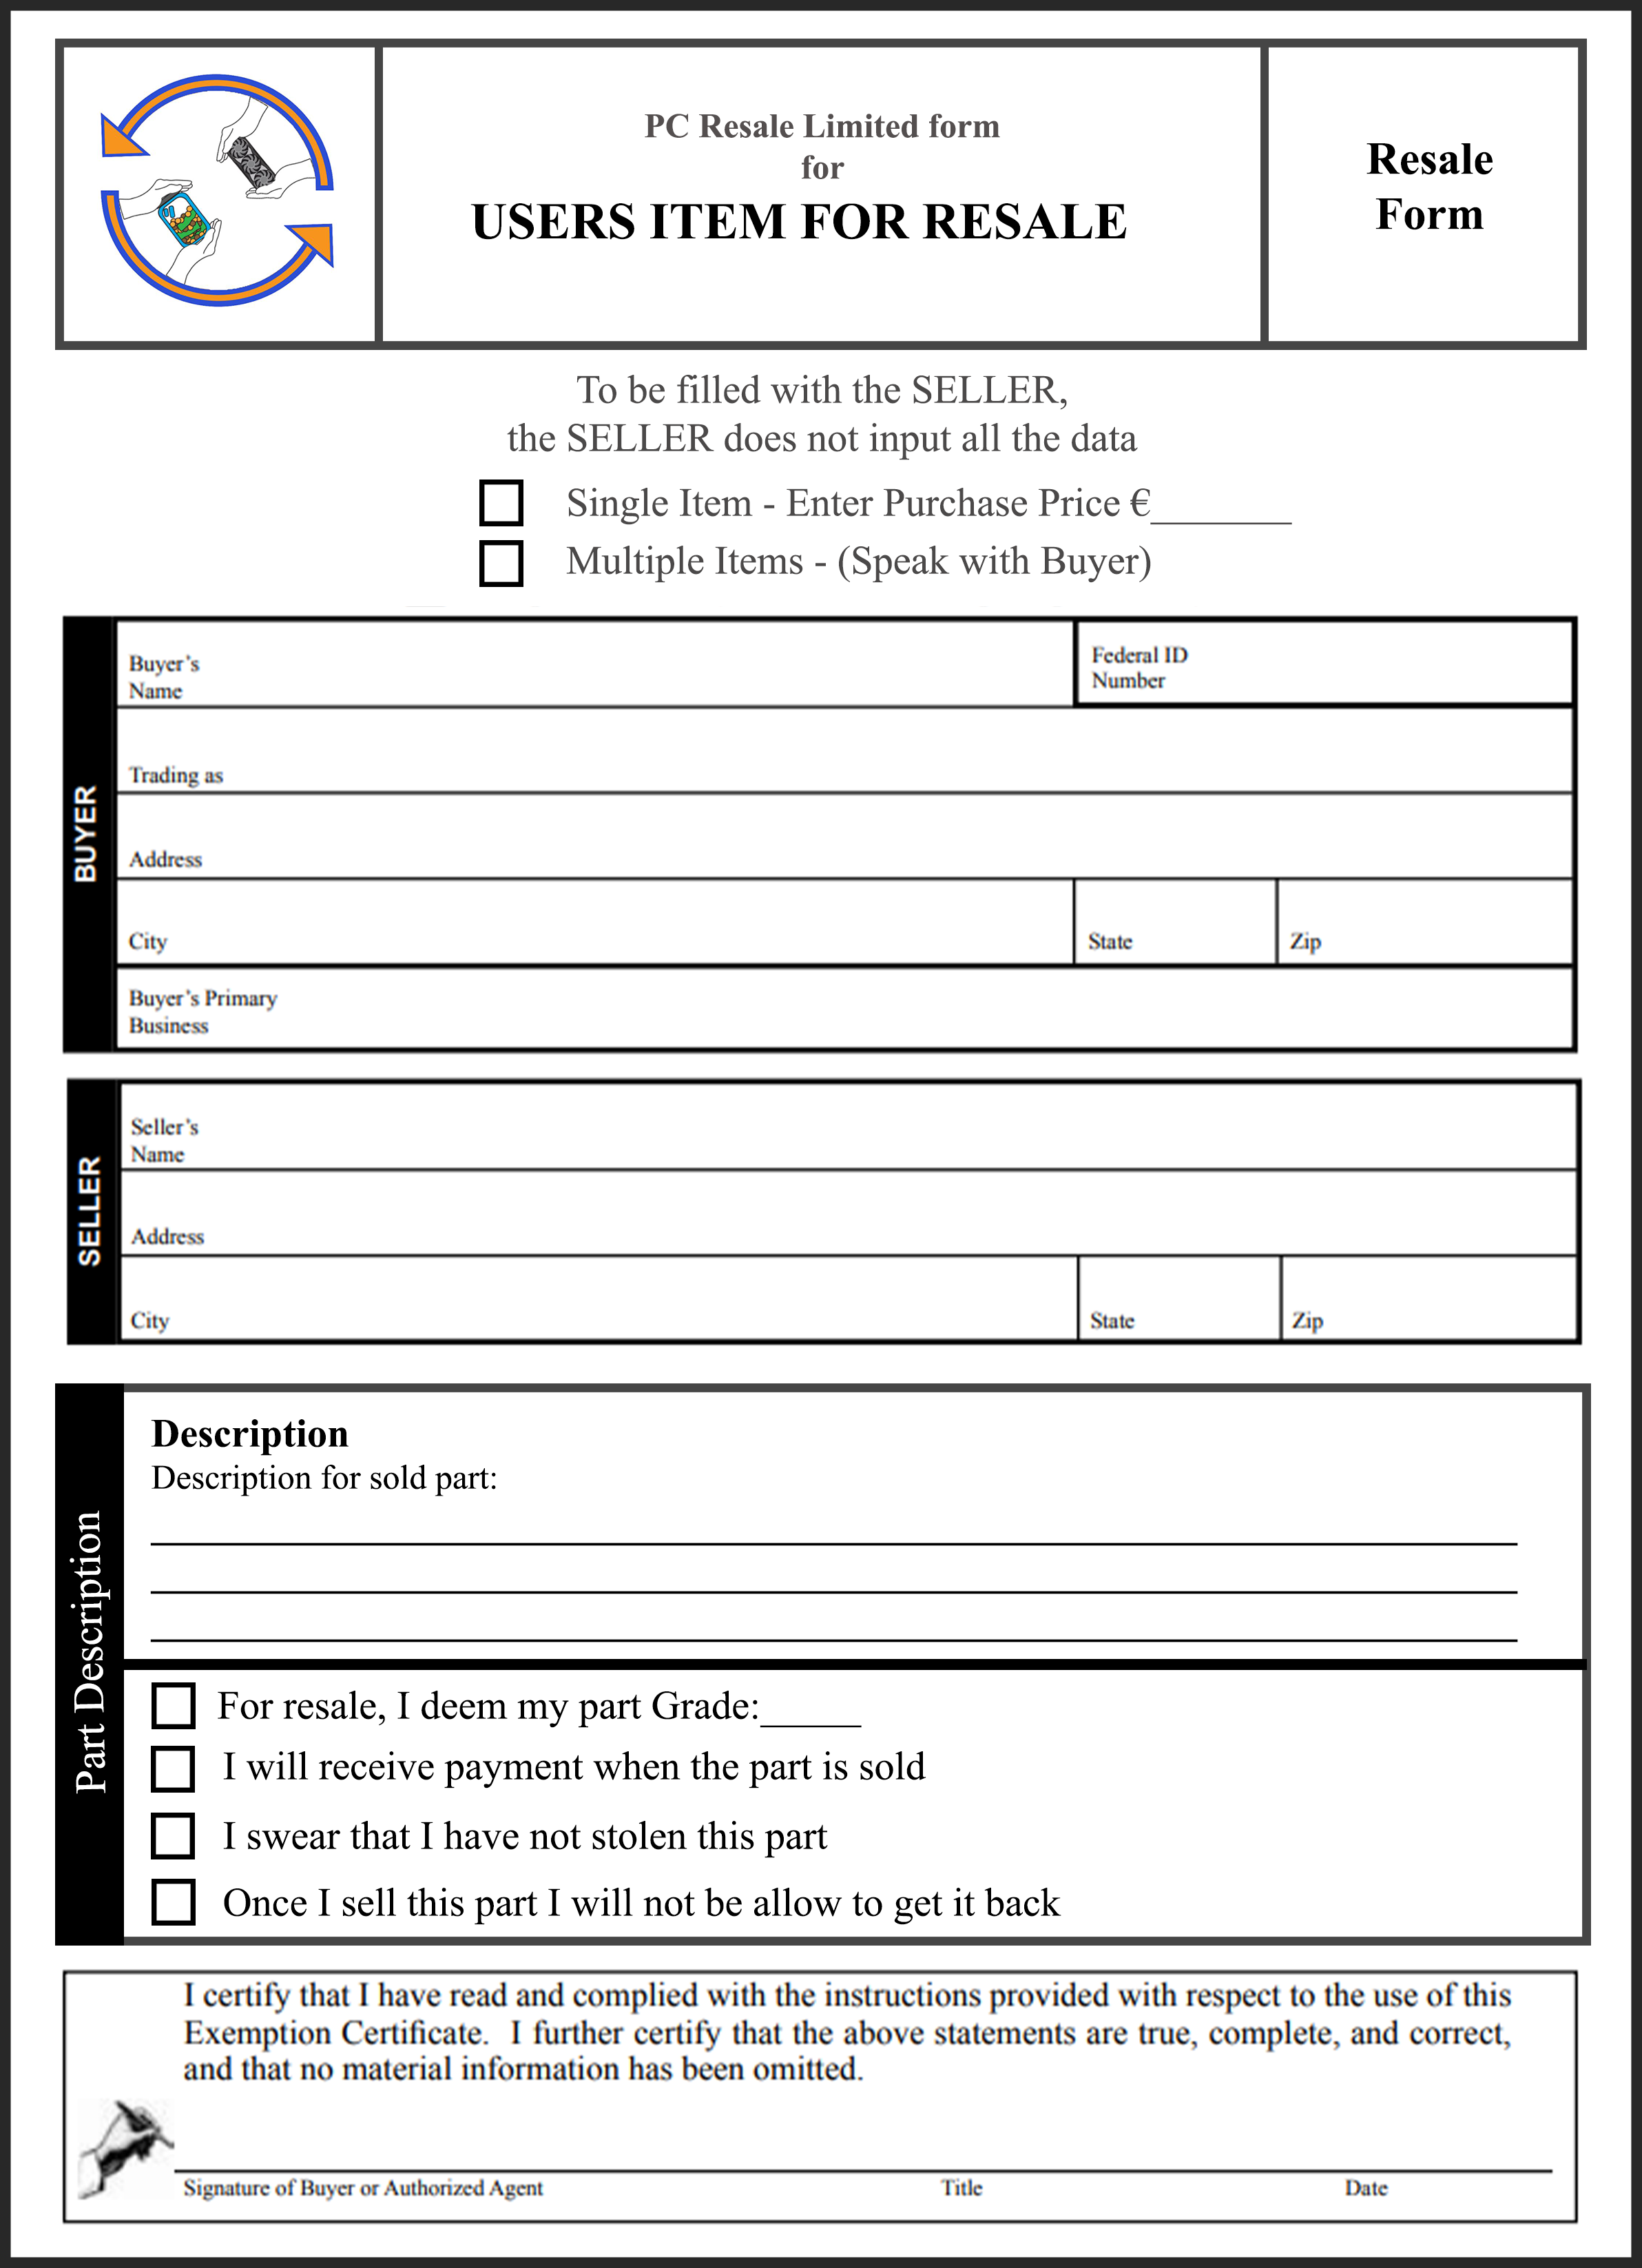 PC Resale Limited form
for
USERS ITEM FOR RESALE
Resale
Form
To be filled with the SELLER,
the SELLER does not input all the data
Single Item - Enter Purchase Price €_______
Multiple Items - (Speak with Buyer)
BUYER
Buyer’s
Name
Federal ID
Number
Trading as
Address
City
State
Zip
Buyer’s Primary
Business
SELLER
Seller’s
Name
Address
City
State
Zip
Part Description
Description
Description for sold part:
For resale, I deem my part Grade:_____
I will receive payment when the part is sold
I swear that I have not stolen this part
Once I sell this part I will not be allow to get it back
I certify that I have read and complied with the instructions provided with respect to the use of this
Exemption Certificate. I further certify that the above statements are true, complete, and correct,
and that no material information has been omitted.
Signature of Buyer or Authorized Agent
Title
Date